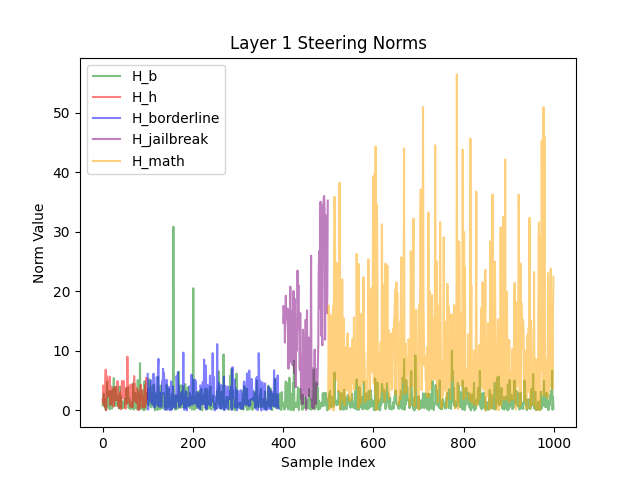 Layer 1 Steering Norms
H_b
H_h
H_borderline
H_jailbreak
H_math
Norm Value
50
40
30
20
10
0
0 200 400 600 800 1000
Sample Index